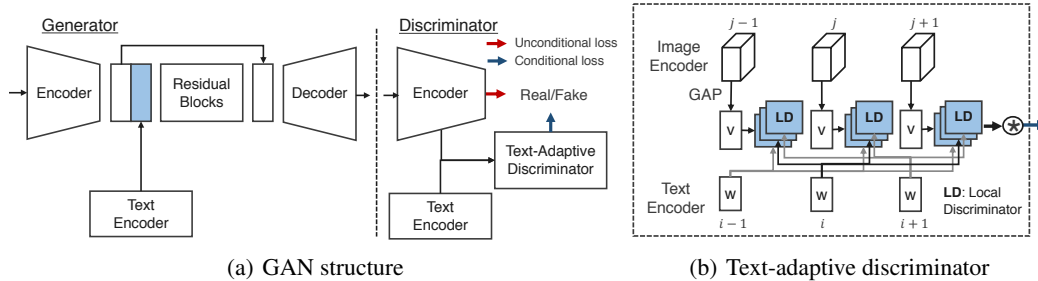 Generator
Encoder
Residual
Blocks
Decoder
Text
Encoder
Discriminator
Unconditional loss
Conditional loss
Encoder
Real/Fake
Text-Adaptive
Discriminator
Text
Encoder
(a) GAN structure
j − 1
j
j + 1
Image
Encoder
GAP
V
LD
V
LD
V
LD
*
Text
Encoder
W
W
W
LD: Local
Discriminator
i − 1
i
i + 1
(b) Text-adaptive discriminator